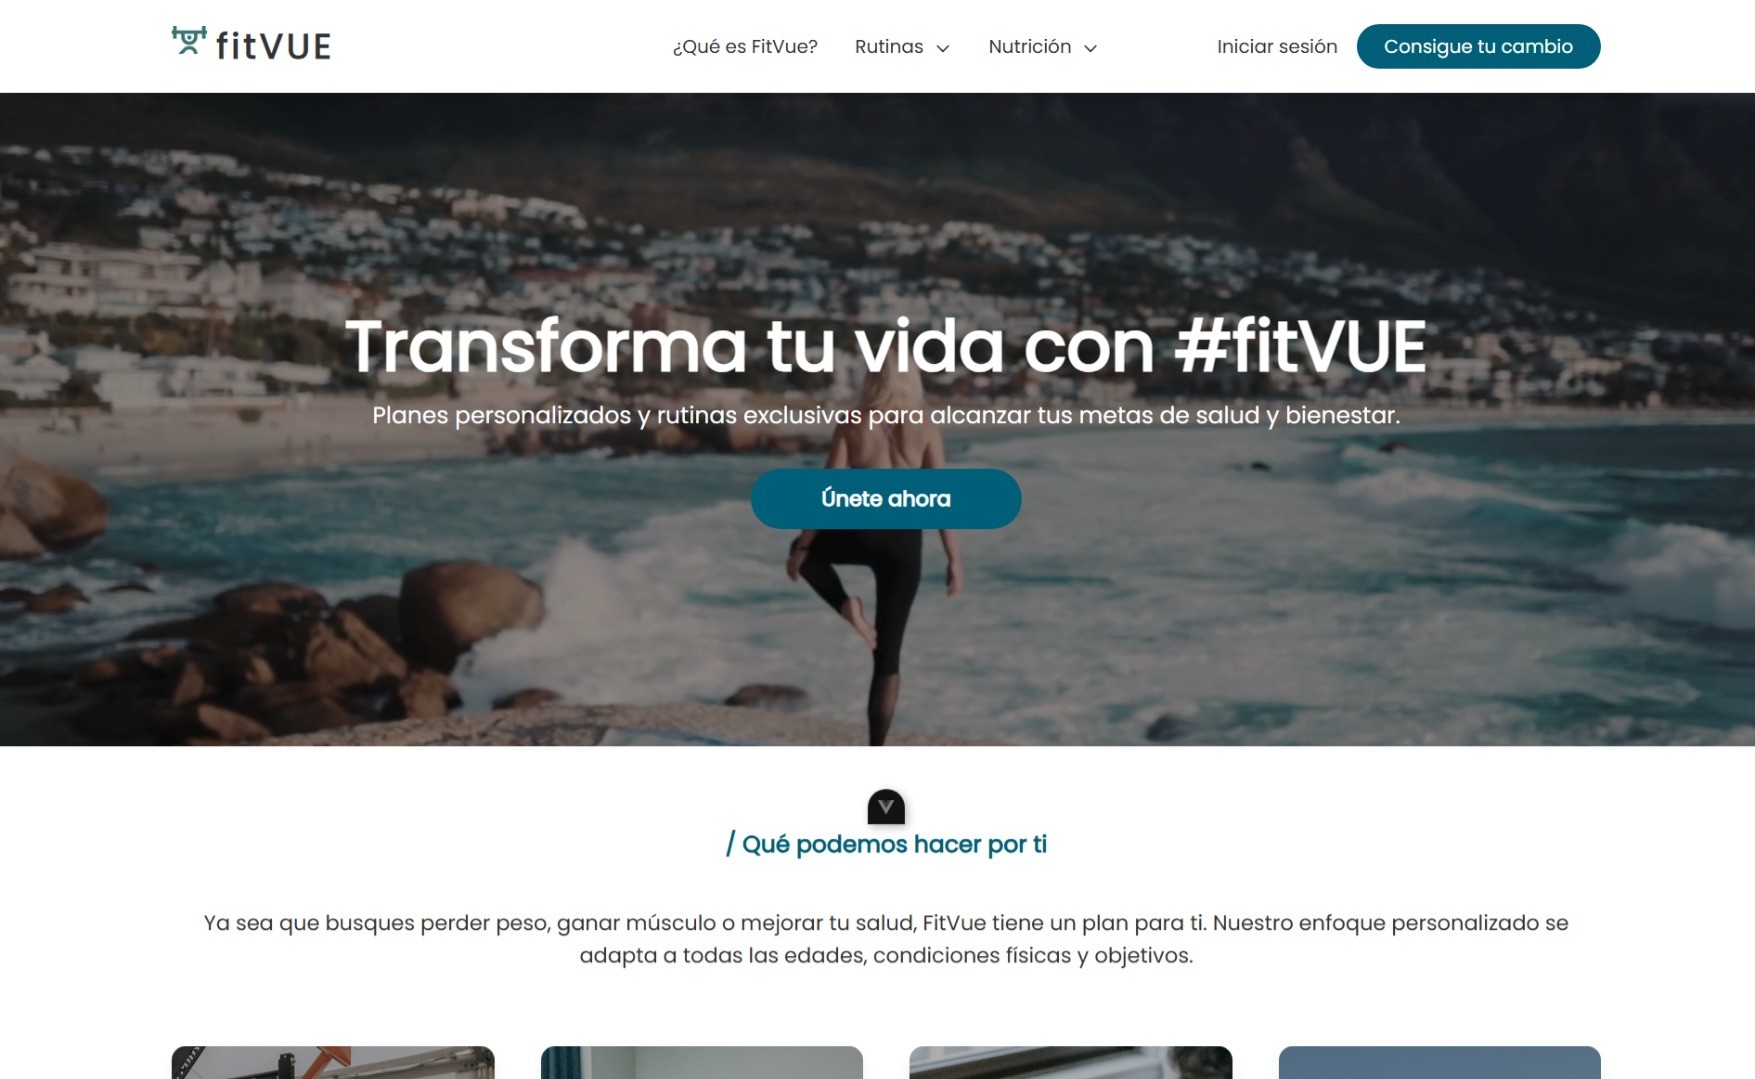 fitVUE
¿Qué es FitVue?
Rutinas
Nutrición
Iniciar sesión
Consigue tu cambio
Transforma tu vida con #fitVUE
Planes personalizados y rutinas exclusivas para alcanzar tus metas de salud y bienestar.
Únete ahora
/ Qué podemos hacer por ti
Ya sea que busques perder peso, ganar músculo o mejorar tu salud, FitVue tiene un plan para ti. Nuestro enfoque personalizado se
adapta a todas las edades, condiciones físicas y objetivos.